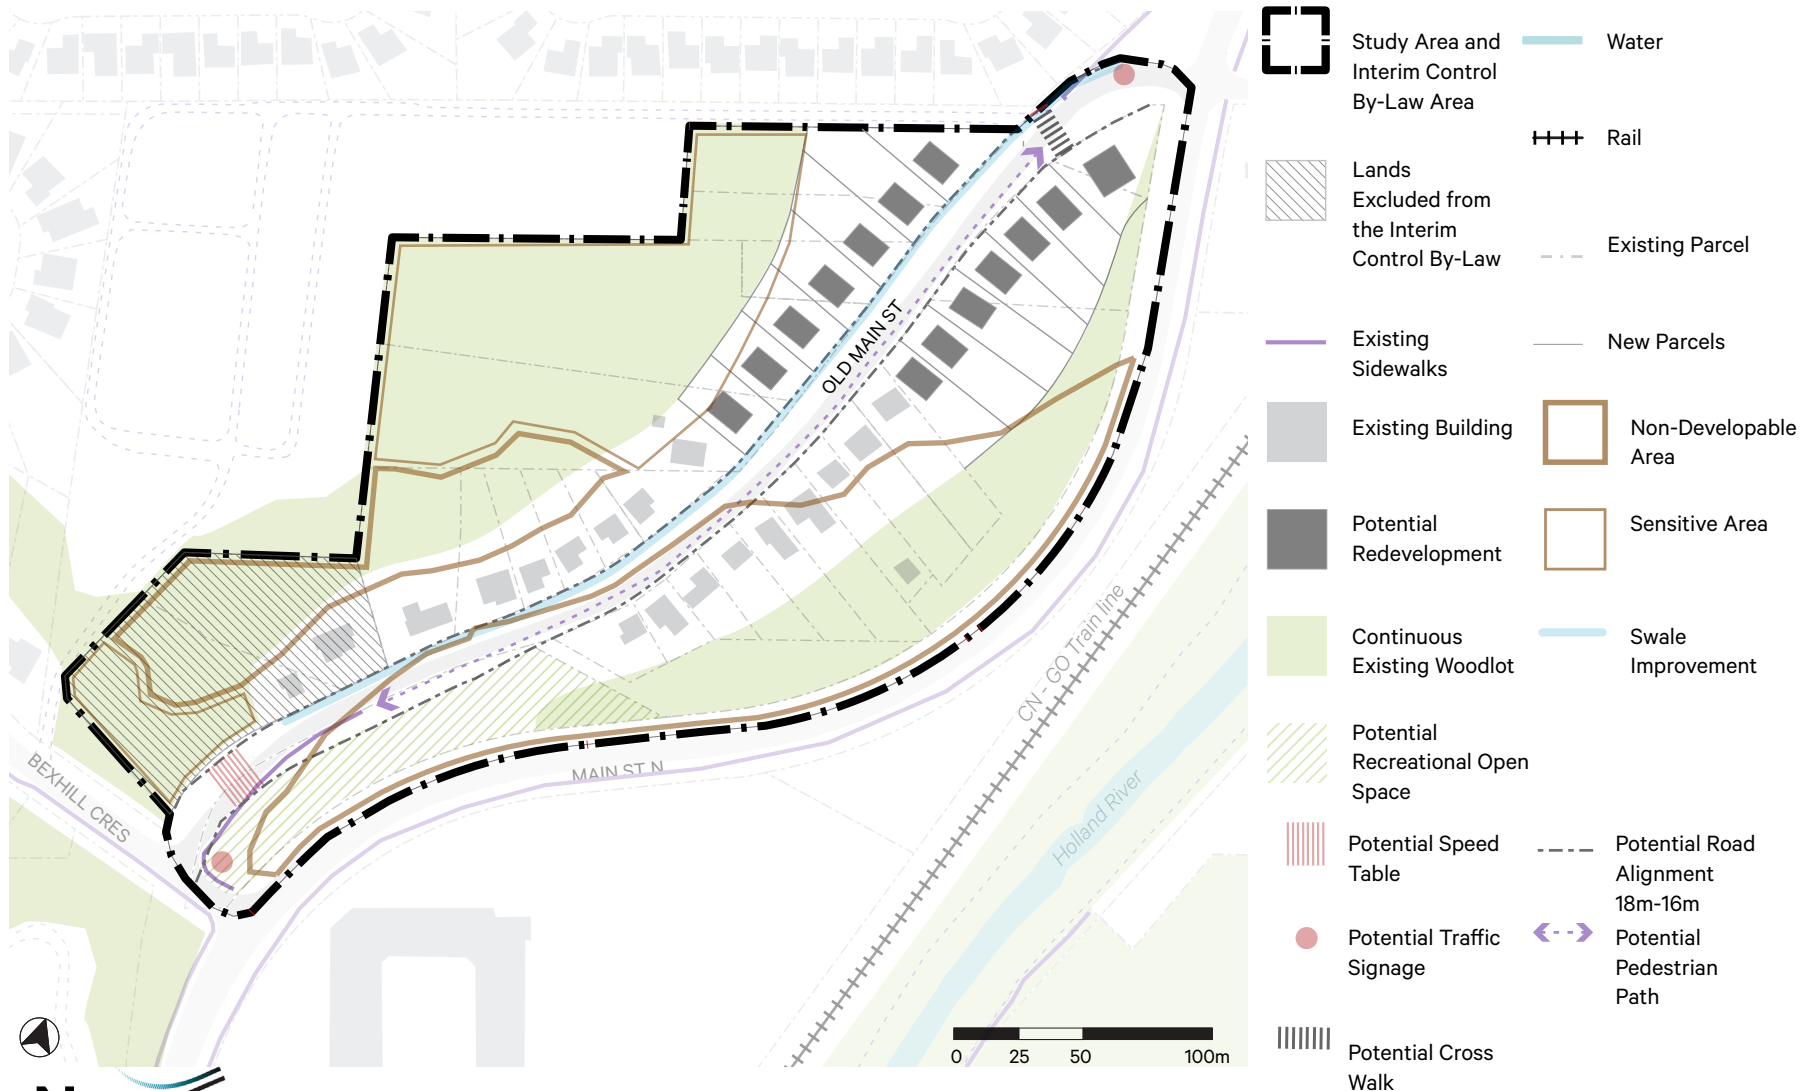 OLD MAIN ST
BEXHILL CRES
MAIN ST N
CN - GO Train line
Holland River
0 25 50 100m
N
Study Area and
Interim Control
By-Law Area
Lands
Excluded from
the Interim
Control By-Law
Existing
Sidewalks
Existing Building
Potential
Redevelopment
Continuous
Existing Woodlot
Potential
Recreational Open
Space
Potential Speed
Table
Potential Traffic
Signage
Potential Cross
Walk
Water
Rail
Existing Parcel
New Parcels
Non-Developable
Area
Sensitive Area
Swale
Improvement
Potential Road
Alignment
18m-16m
Potential
Pedestrian
Path